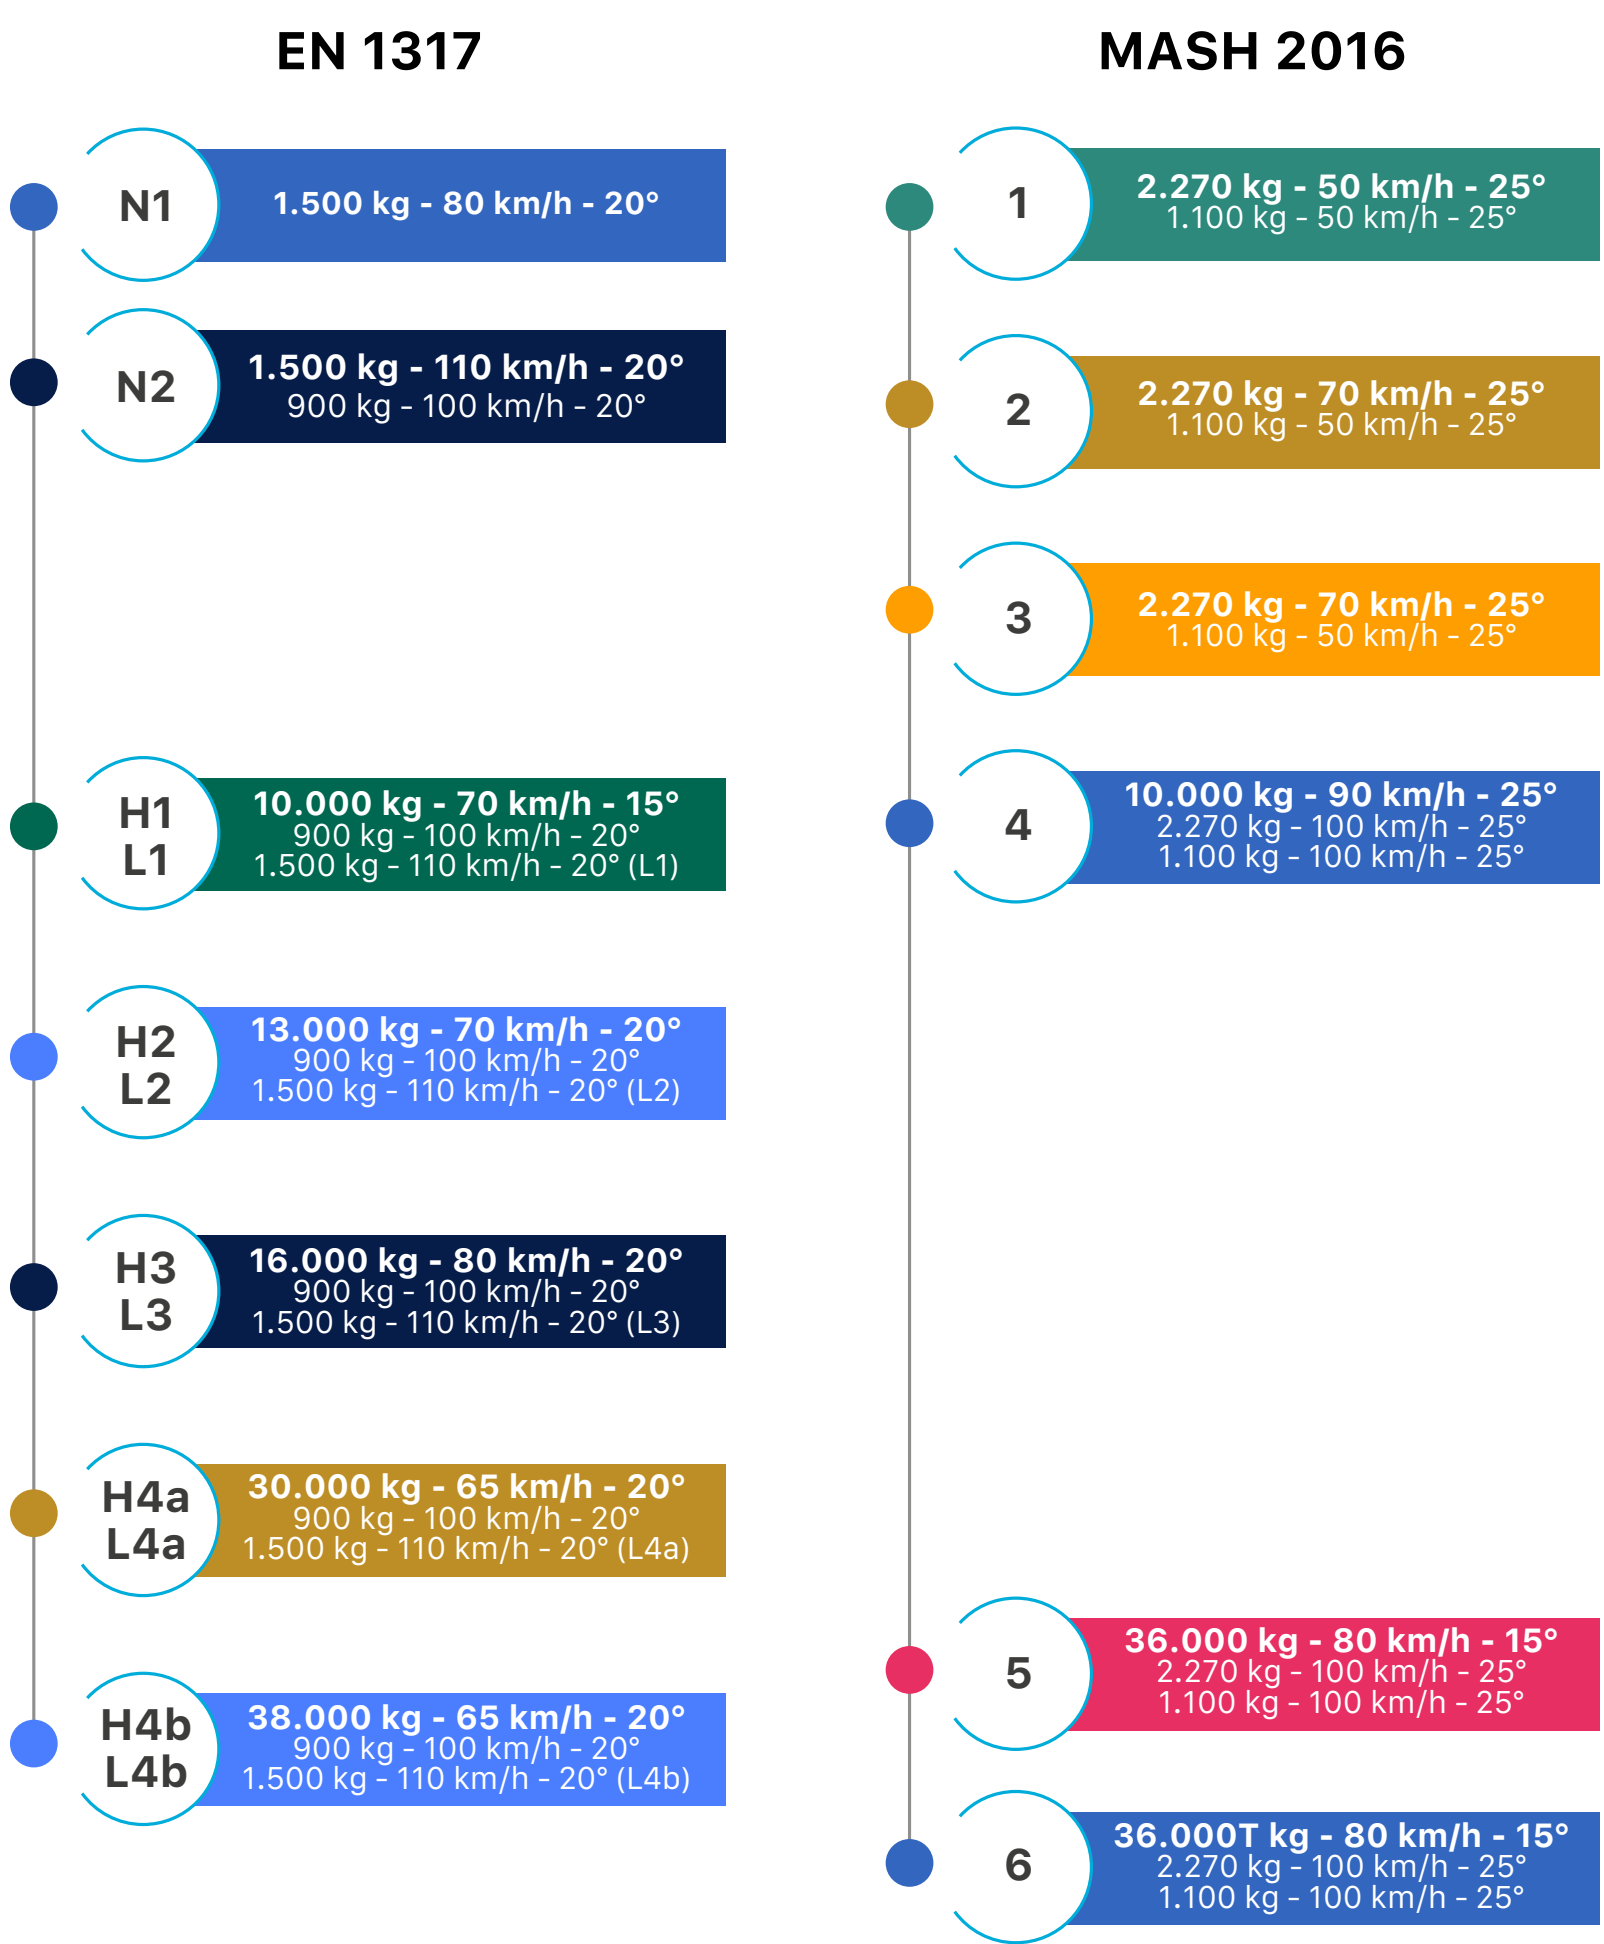 EN 1317
N1
1.500 kg - 80 km/h - 20°
N2
1.500 kg - 110 km/h - 20°
900 kg - 100 km/h - 20°
H1
L1
10.000 kg - 70 km/h - 15°
900 kg - 100 km/h - 20°
1.500 kg - 110 km/h - 20° (L1)
H2
L2
13.000 kg - 70 km/h - 20°
900 kg - 100 km/h - 20°
1.500 kg - 110 km/h - 20° (L2)
H3
L3
16.000 kg - 80 km/h - 20°
900 kg - 100 km/h - 20°
1.500 kg - 110 km/h - 20° (L3)
H4a
L4a
30.000 kg - 65 km/h - 20°
900 kg - 100 km/h - 20°
1.500 kg - 110 km/h - 20° (L4a)
H4b
L4b
38.000 kg - 65 km/h - 20°
900 kg - 100 km/h - 20°
1.500 kg - 110 km/h - 20° (L4b)
MASH 2016
1
2.270 kg - 50 km/h - 25°
1.100 kg - 50 km/h - 25°
2
2.270 kg - 70 km/h - 25°
1.100 kg - 50 km/h - 25°
3
2.270 kg - 70 km/h - 25°
1.100 kg - 50 km/h - 25°
4
10.000 kg - 90 km/h - 25°
2.270 kg - 100 km/h - 25°
1.100 kg - 100 km/h - 25°
5
36.000 kg - 80 km/h - 15°
2.270 kg - 100 km/h - 25°
1.100 kg - 100 km/h - 25°
6
36.000T kg - 80 km/h - 15°
2.270 kg - 100 km/h - 25°
1.100 kg - 100 km/h - 25°